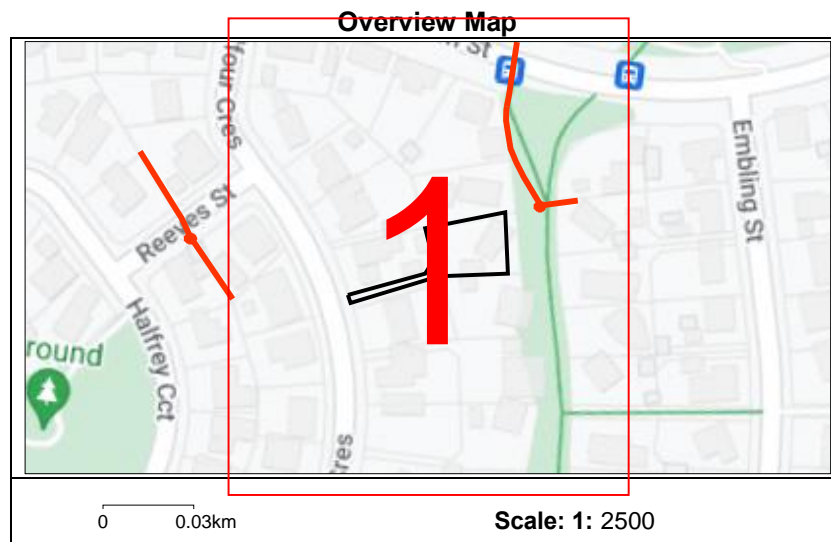 Overview Map
St
four Cres
Embling St
Reeves St
1
Halfrey Cct
round
Cres
0 0.03km
Scale: 1: 2500